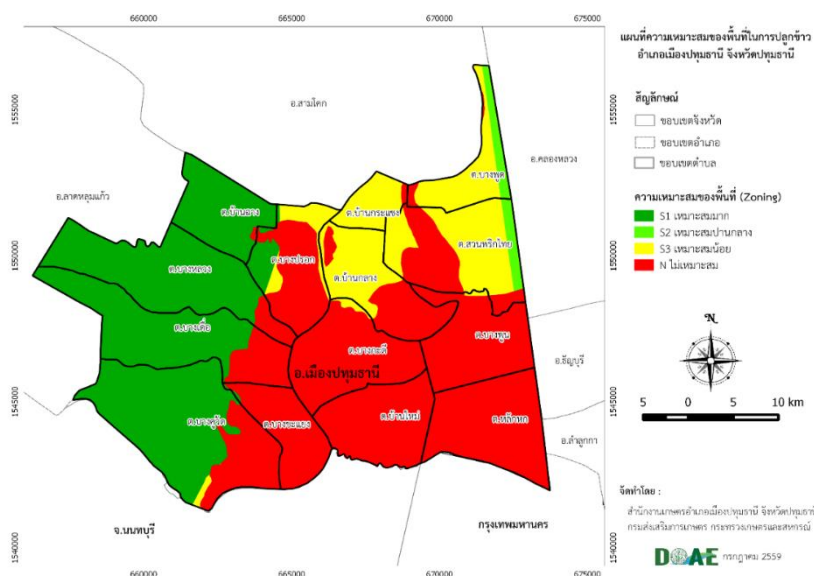 660000 665000 670000 675000
แผนที่ความเหมาะสมของพื้นที่ในการปลูกข้าว
อำเภอเมืองปทุมธานี จังหวัดปทุมธานี
สัญลักษณ์
ขอบเขตจังหวัด
ขอบเขตอำเภอ
ขอบเขตตำบล
ความเหมาะสมของพื้นที่ (Zoning)
S1 เหมาะสมมาก
S2 เหมาะสมปานกลาง
S3 เหมาะสมน้อย
N ไม่เหมาะสม
N
5 0 5 10 km
จัดทำโดย :
สำนักงานเกษตรอำเภอเมืองปทุมธานี จังหวัดปทุมธานี
กรมส่งเสริมการเกษตร กระทรวงเกษตรและสหกรณ์
DOAE กรกฎาคม 2559
1555000
1550000
1545000
1540000
1555000
1550000
1545000
1540000
อ.สามโคก
อ.คลองหลวง
อ.ลาดหลุมแก้ว
ต.บางพูด
ต.บ้านฉาง
ต.บ้านกระแชง
ต.สวนพริกไทย
ต.บางปรอก
ต.บางหลวง
ต.บ้านกลาง
ต.บางเดื่อ
ต.บางพูน
ต.บางกะดี
อ.เมืองปทุมธานี
อ.ธัญบุรี
ต.บางคูวัด
ต.บางขะแยง
ต.บ้านใหม่
ต.หลักหก
อ.ลำลูกกา
จ.นนทบุรี
กรุงเทพมหานคร
660000 665000 670000 675000